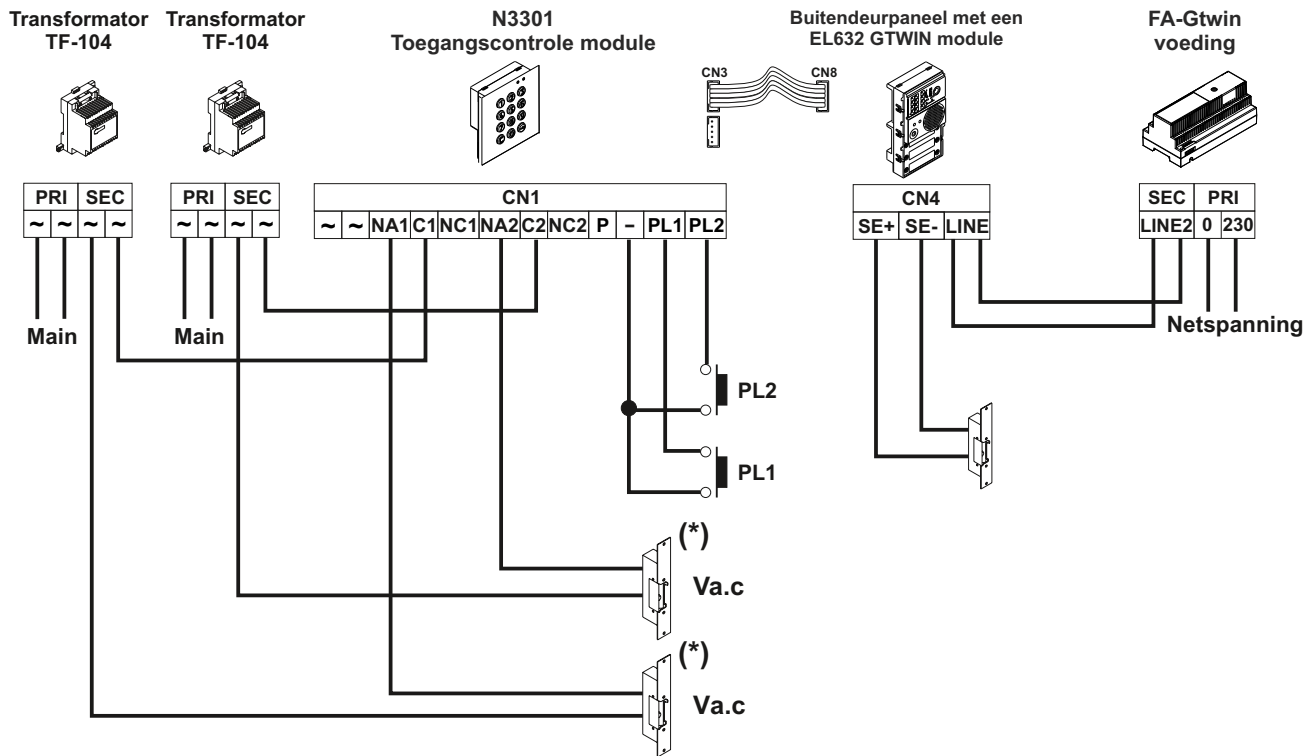 Transformator
TF-104
Transformator
TF-104
N3301
Toegangscontrole module
Buitendeurpaneel met een
EL632 GTWIN module
FA-Gtwin
voeding
CN3
CN8
PRI SEC
~ ~ ~ ~
PRI SEC
~ ~ ~ ~
CN1
~ ~ NA1 C1 NC1 NA2 C2 NC2 P – PL1 PL2
CN4
SE+ SE- LINE
SEC PRI
LINE2 0 230
Main
Main
Netspanning
PL2
PL1
(*)
Va.c
(*)
Va.c